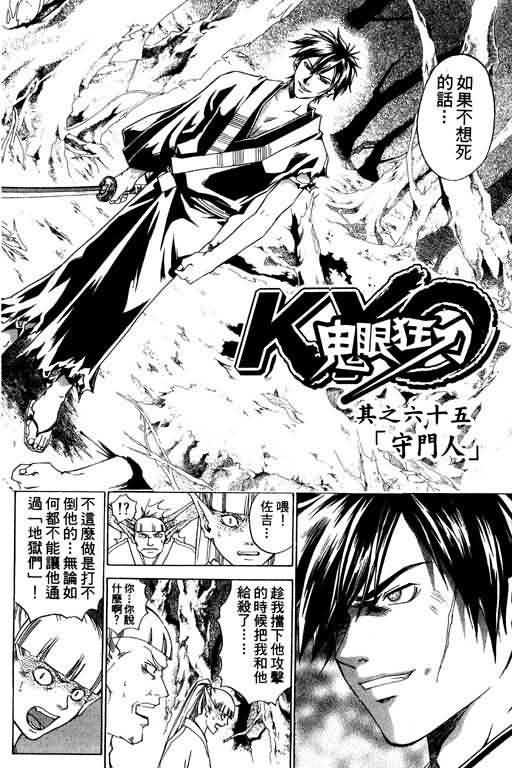 如果不想死
的話…
KYO
鬼眼狂刀
其之六十五
「守門人」
喂！
佐吉！
趁我擋下他攻擊
的時候把我和他
給殺了……
!?
你…你說
什麼啊？
不這麼做是打不
倒他的…無論如
何都不能讓他通
過「地獄門」！